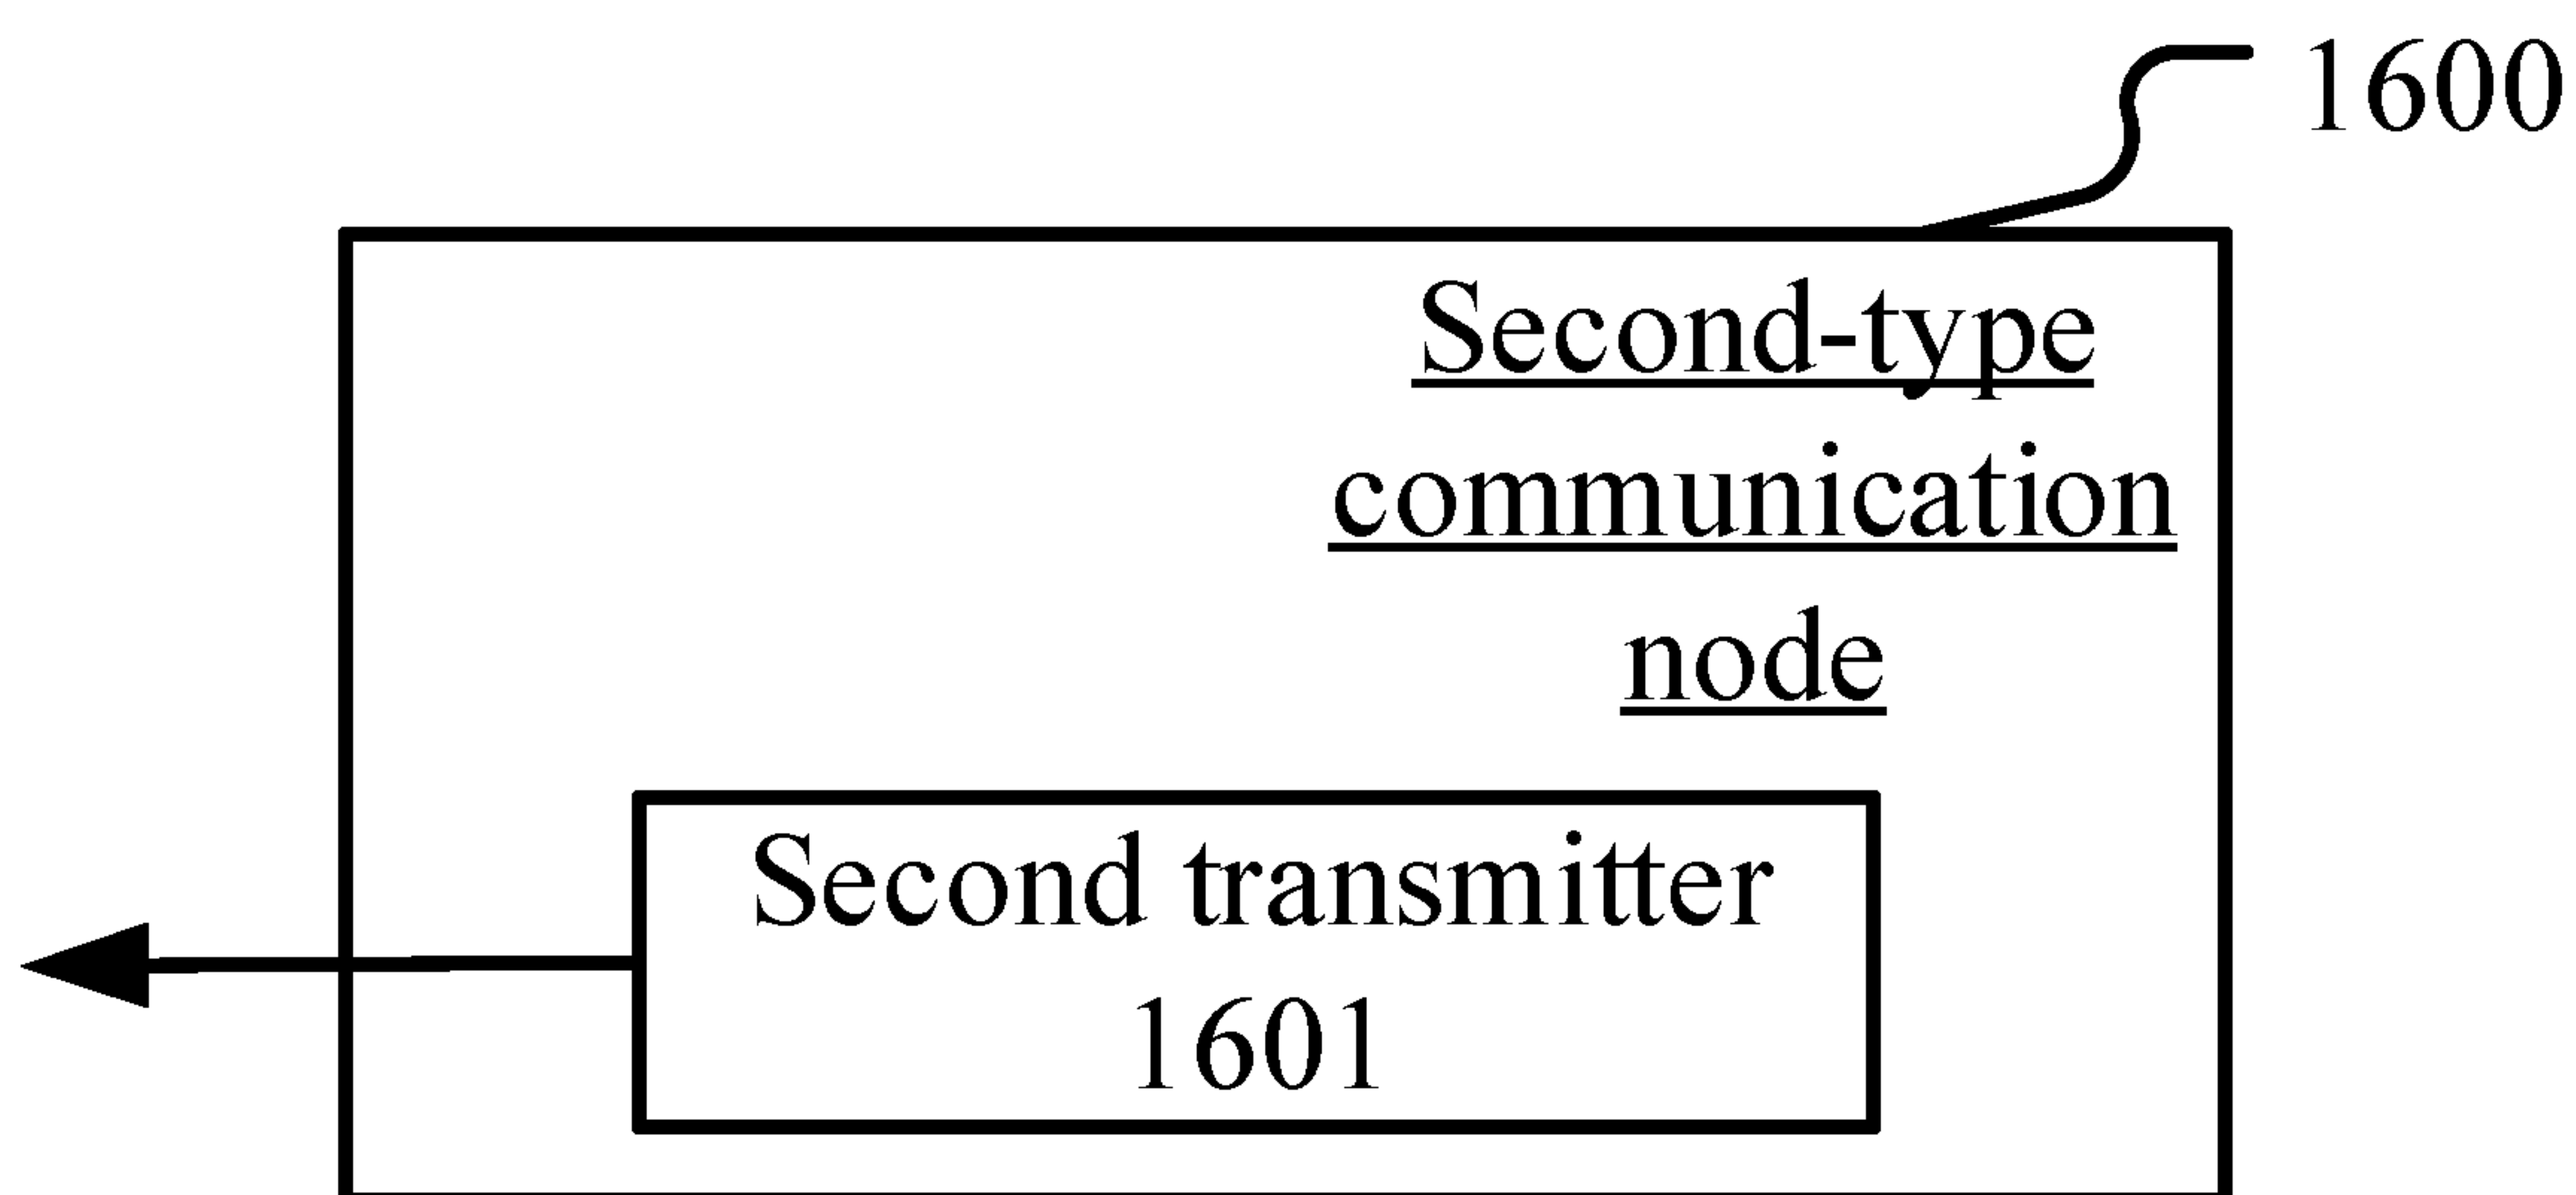 1600
Second-type
communication
node
Second transmitter
1601